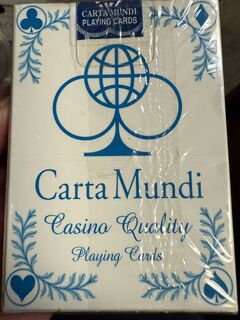 CARTA MUNDI
PLAYING CARDS
Carta Mundi
Casino Quality
Playing Cards